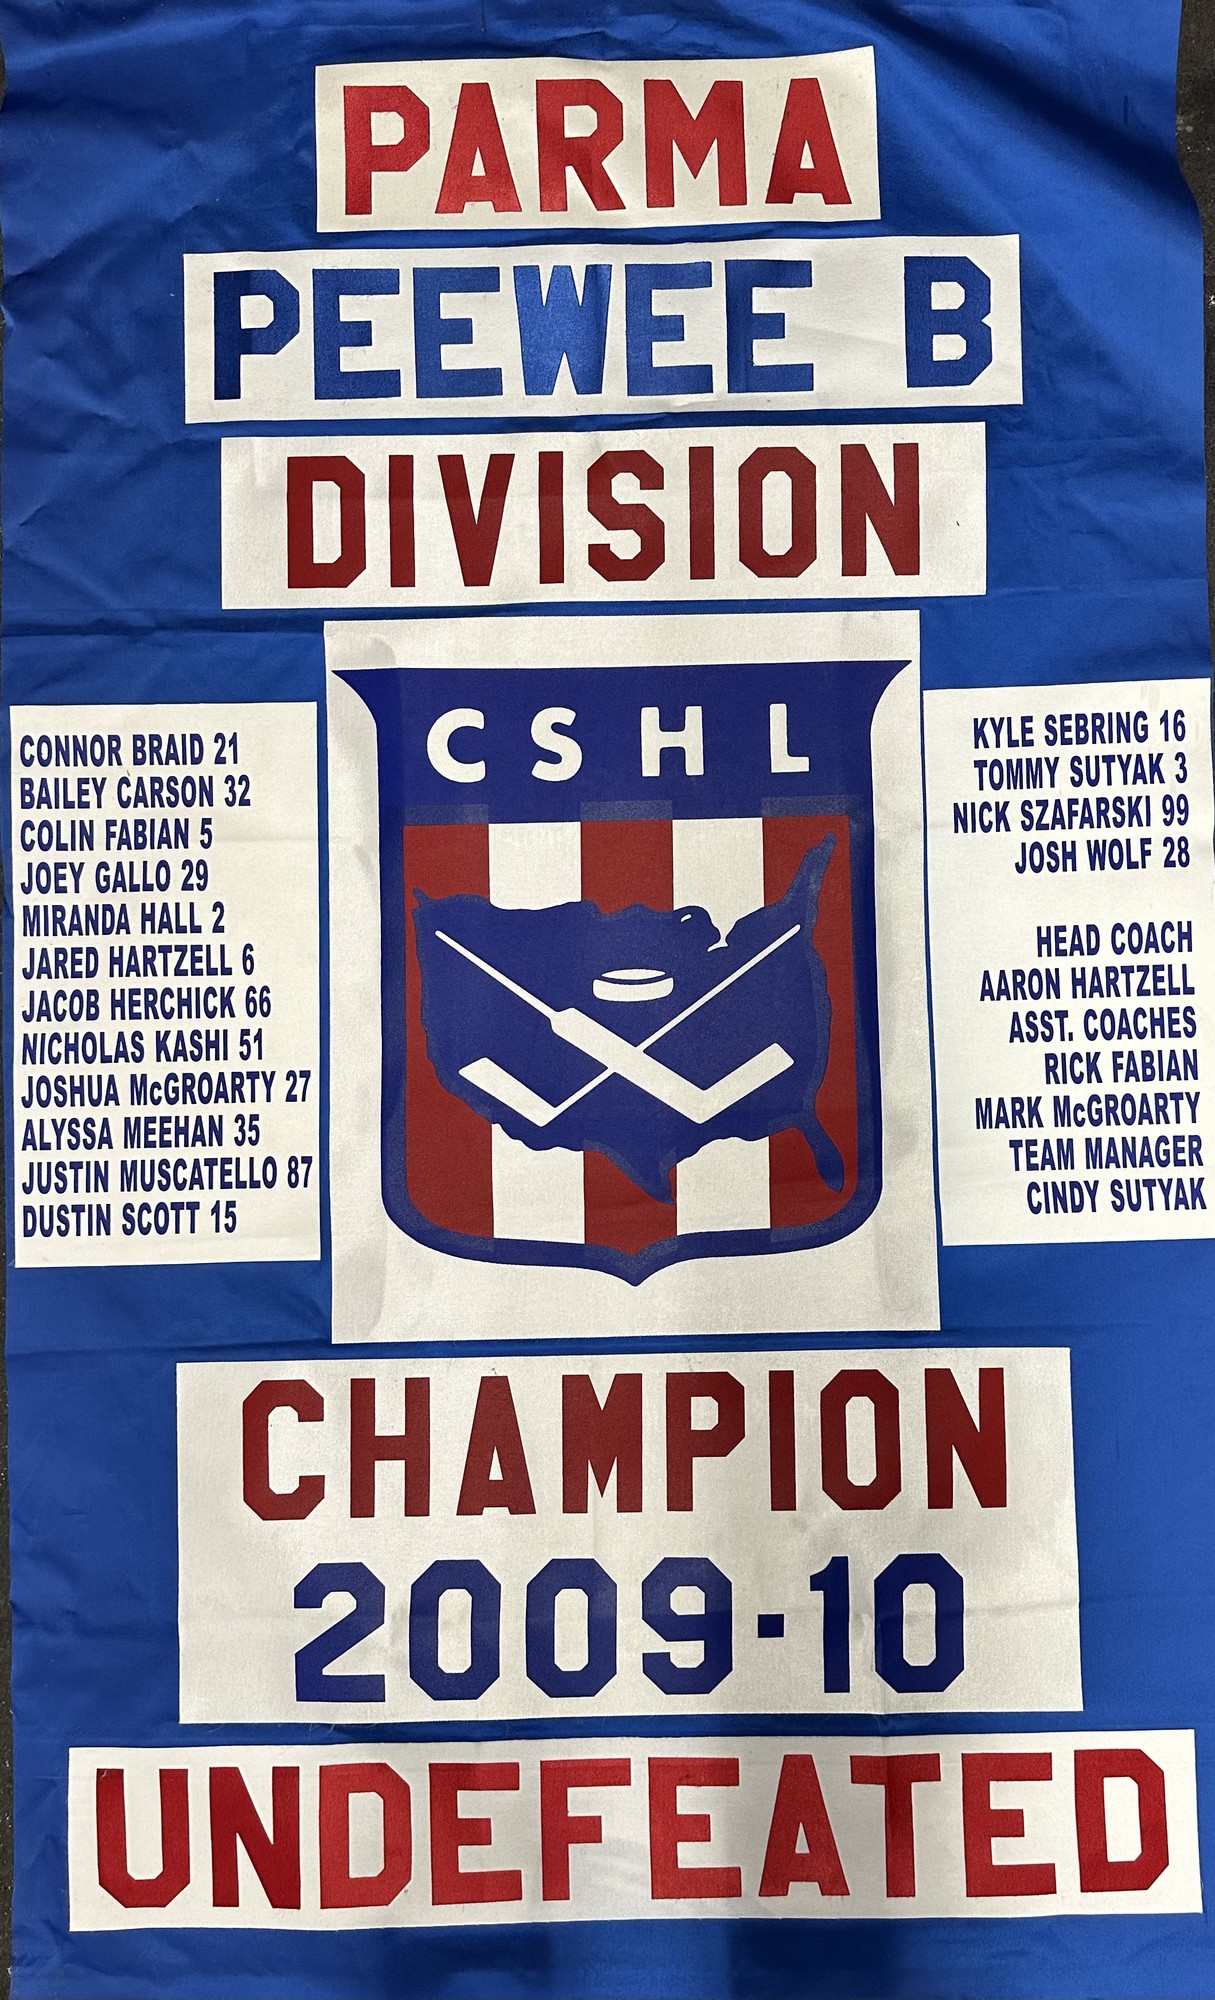 PARMA
PEEWEE B
DIVISION
CSHL
CONNOR BRAID 21
BAILEY CARSON 32
COLIN FABIAN 5
JOEY GALLO 29
MIRANDA HALL 2
JARED HARTZELL 6
JACOB HERCHICK 66
NICHOLAS KASHI 51
JOSHUA McGROARTY 27
ALYSSA MEEHAN 35
JUSTIN MUSCATELLO 87
DUSTIN SCOTT 15
KYLE SEBRING 16
TOMMY SUTYAK 3
NICK SZAFARSKI 99
JOSH WOLF 28
HEAD COACH
AARON HARTZELL
ASST. COACHES
RICK FABIAN
MARK McGROARTY
TEAM MANAGER
CINDY SUTYAK
CHAMPION
2009-10
UNDEFEATED